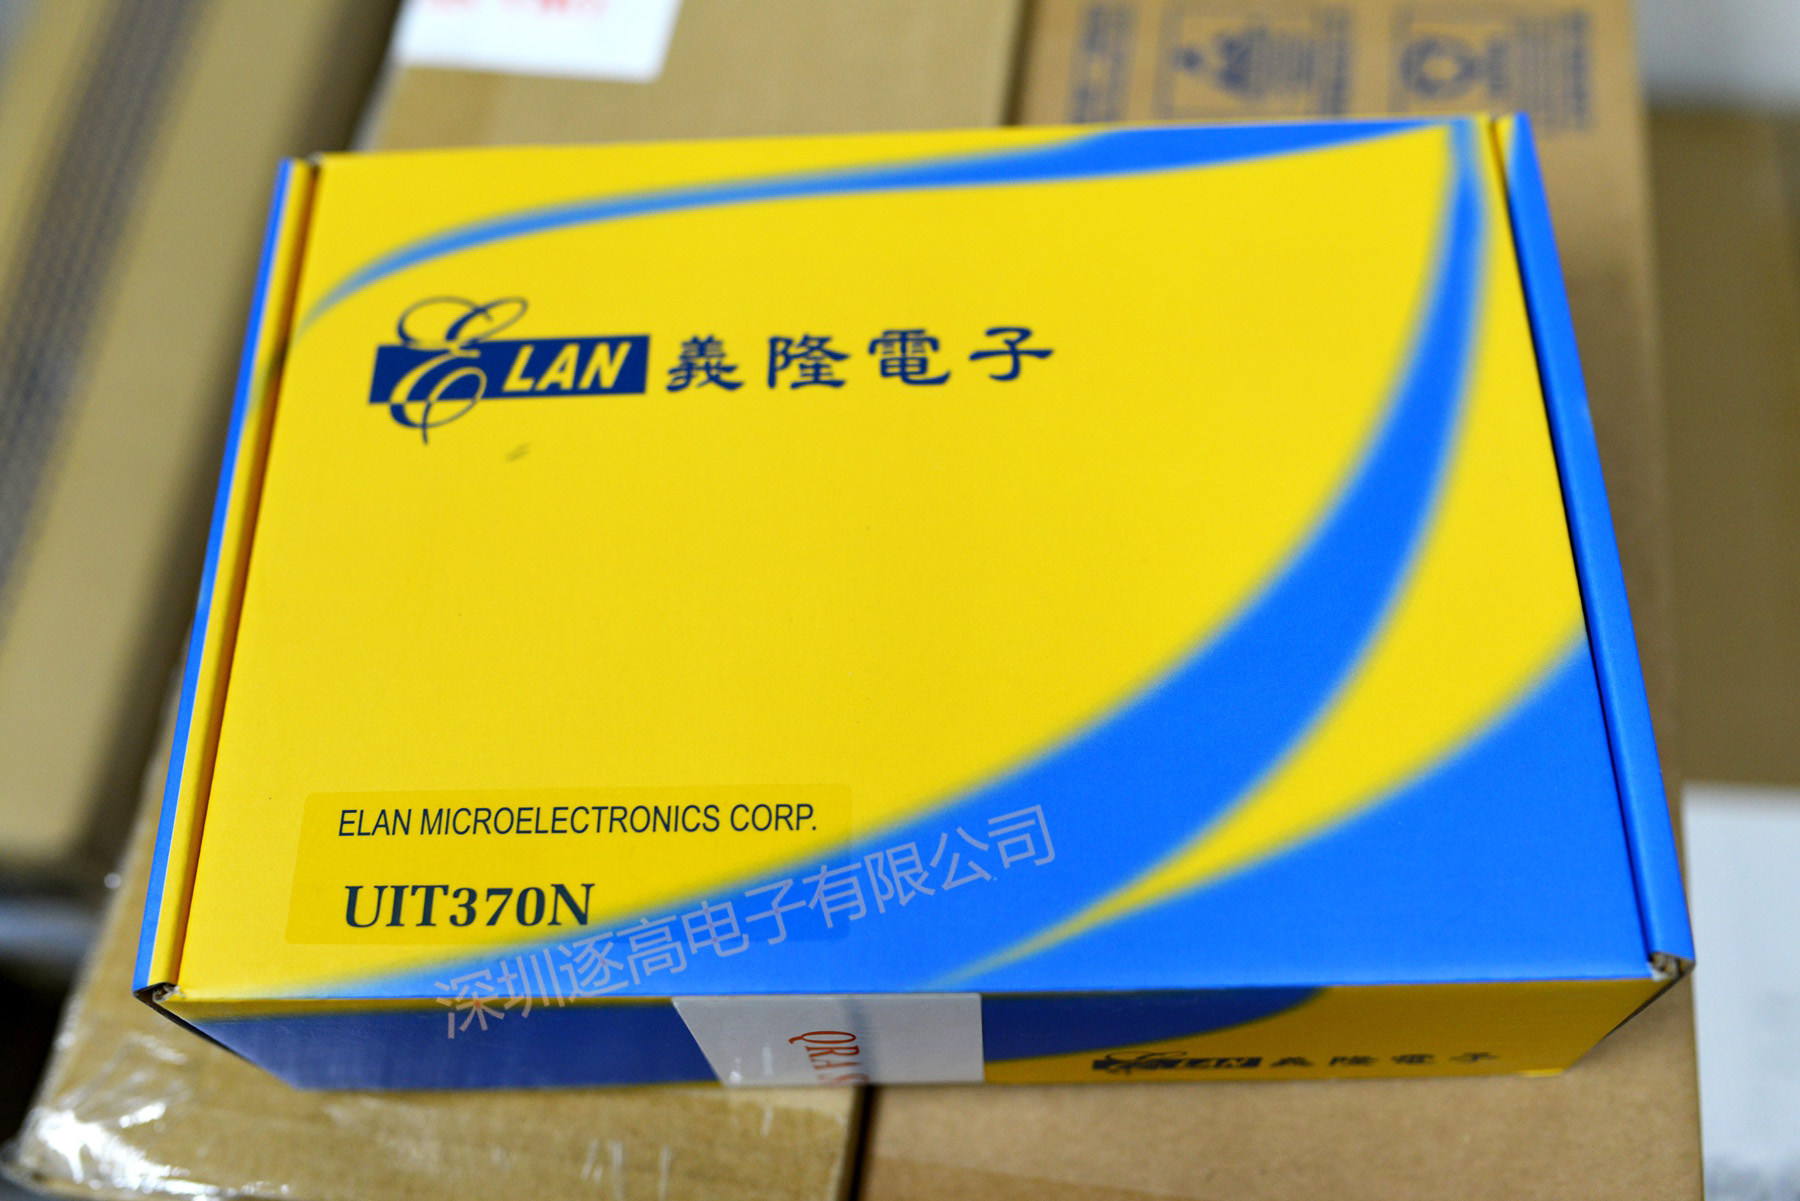 ELAN 義隆電子
ELAN MICROELECTRONICS CORP.
UIT370N
深圳逐高电子有限公司
QRA
ELAN 義隆電子